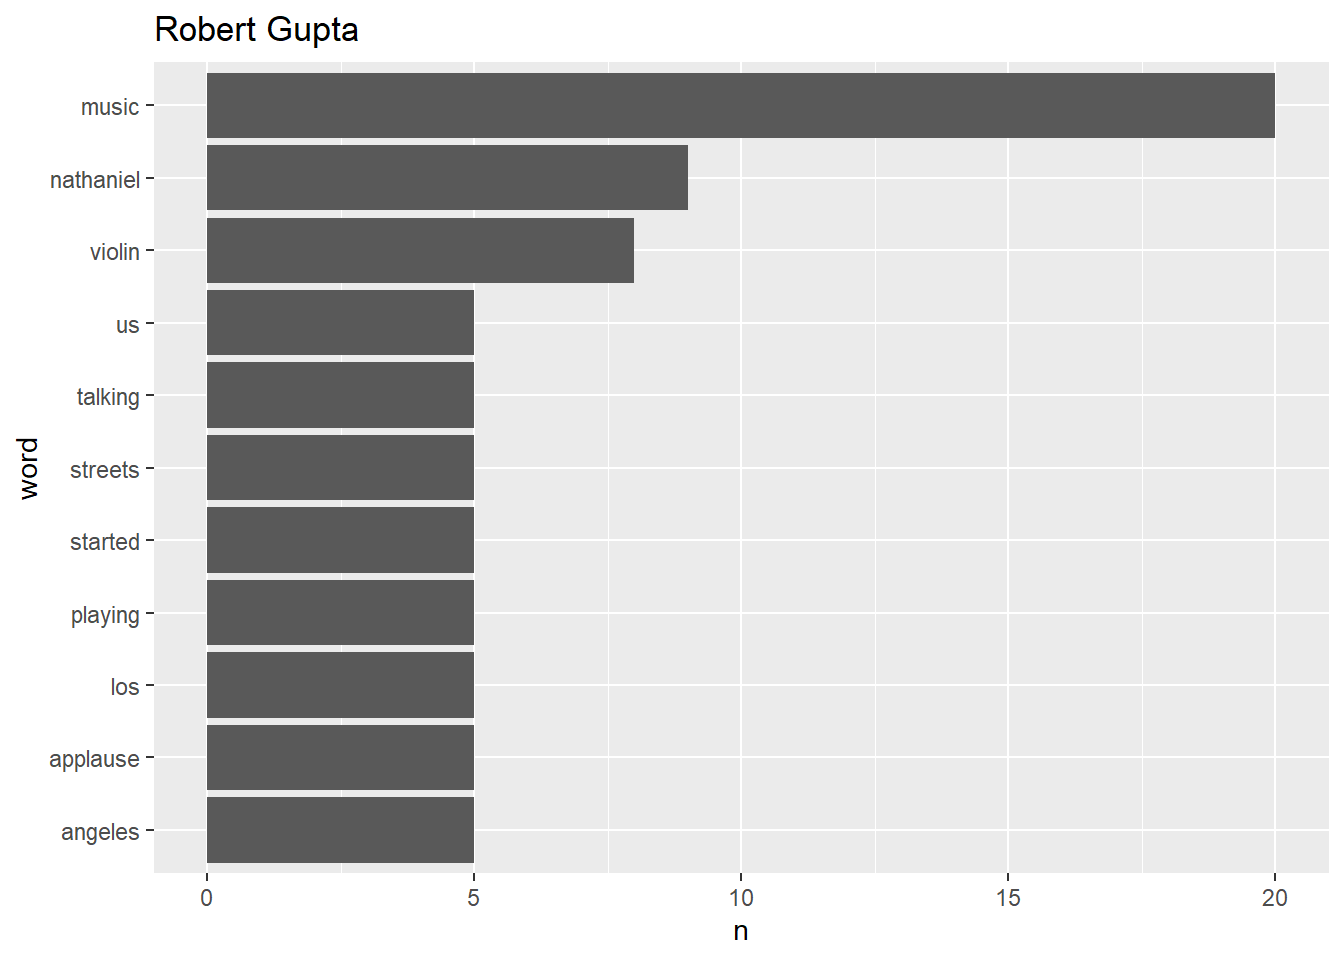 Robert Gupta
music
nathaniel
violin
us
talking
streets
started
playing
los
applause
angeles
word
0 5 10 15 20
n